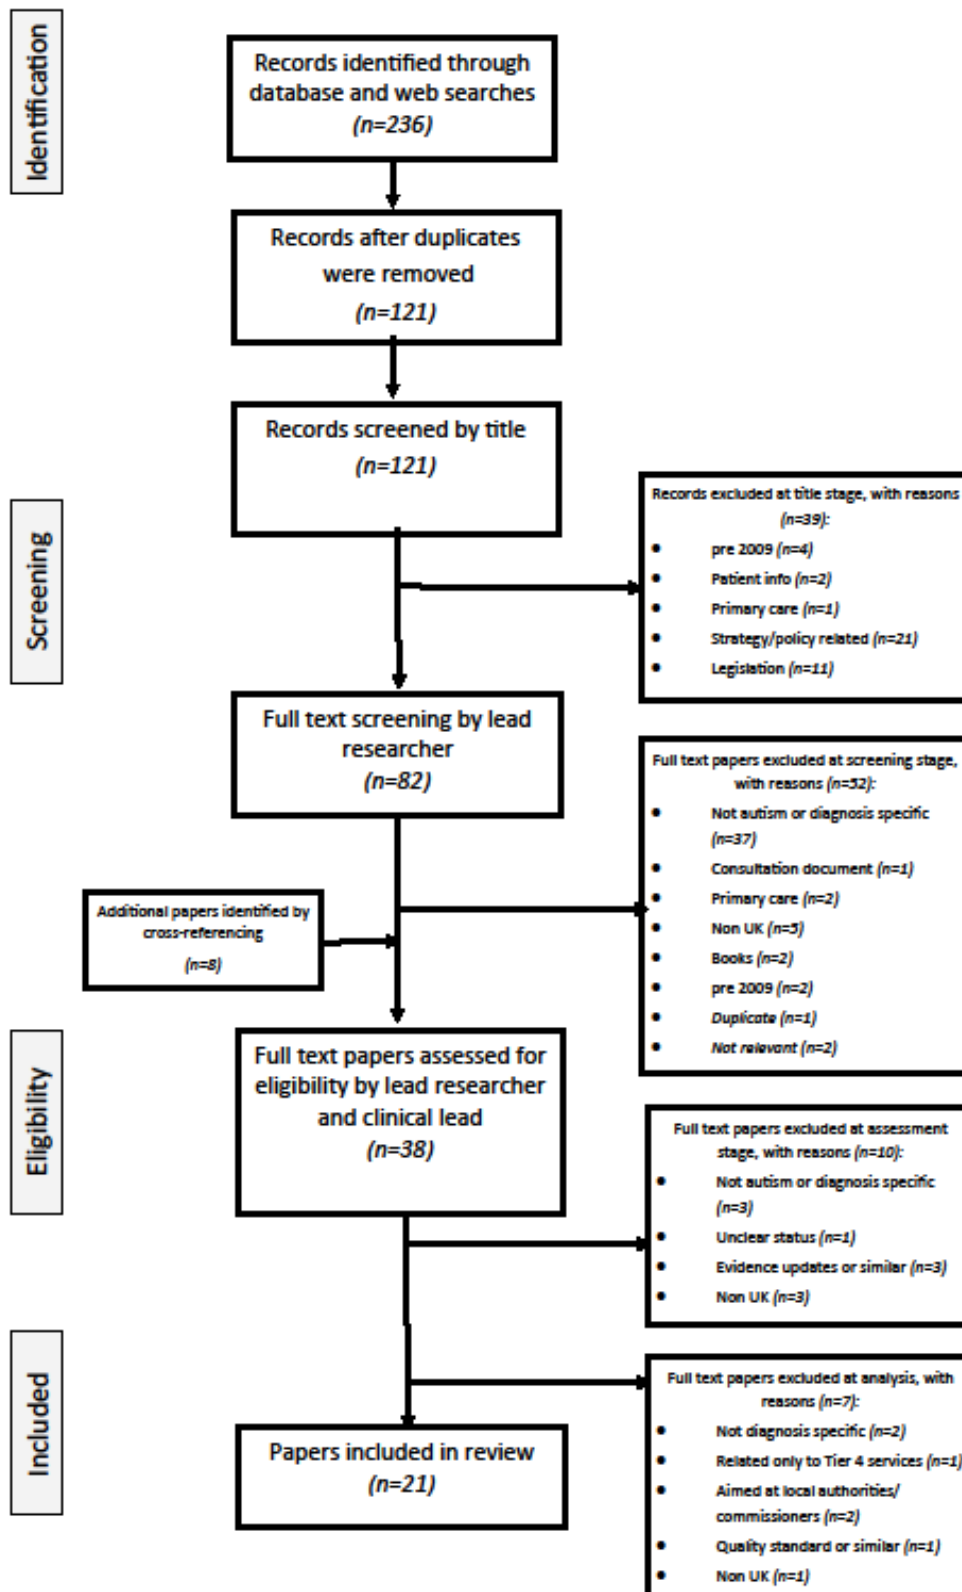 Identification
Records identified through
database and web searches
(n=236)
Records after duplicates
were removed
(n=121)
Records screened by title
(n=121)
Screening
Records excluded at title stage, with reasons
(n=39):
• pre 2009 (n=4)
• Patient info (n=2)
• Primary care (n=1)
• Strategy/policy related (n=21)
• Legislation (n=11)
Full text screening by lead
researcher
(n=82)
Full text papers excluded at screening stage,
with reasons (n=52):
• Not autism or diagnosis specific
(n=37)
• Consultation document (n=1)
• Primary care (n=2)
• Non UK (n=5)
• Books (n=2)
• pre 2009 (n=2)
• Duplicate (n=1)
• Not relevant (n=2)
Additional papers identified by
cross-referencing
(n=8)
Eligibility
Full text papers assessed for
eligibility by lead researcher
and clinical lead
(n=38)
Full text papers excluded at assessment
stage, with reasons (n=10):
• Not autism or diagnosis specific
(n=3)
• Unclear status (n=1)
• Evidence updates or similar (n=3)
• Non UK (n=3)
Included
Papers included in review
(n=21)
Full text papers excluded at analysis, with
reasons (n=7):
• Not diagnosis specific (n=2)
• Related only to Tier 4 services (n=1)
• Aimed at local authorities/
commissioners (n=2)
• Quality standard or similar (n=1)
• Non UK (n=1)